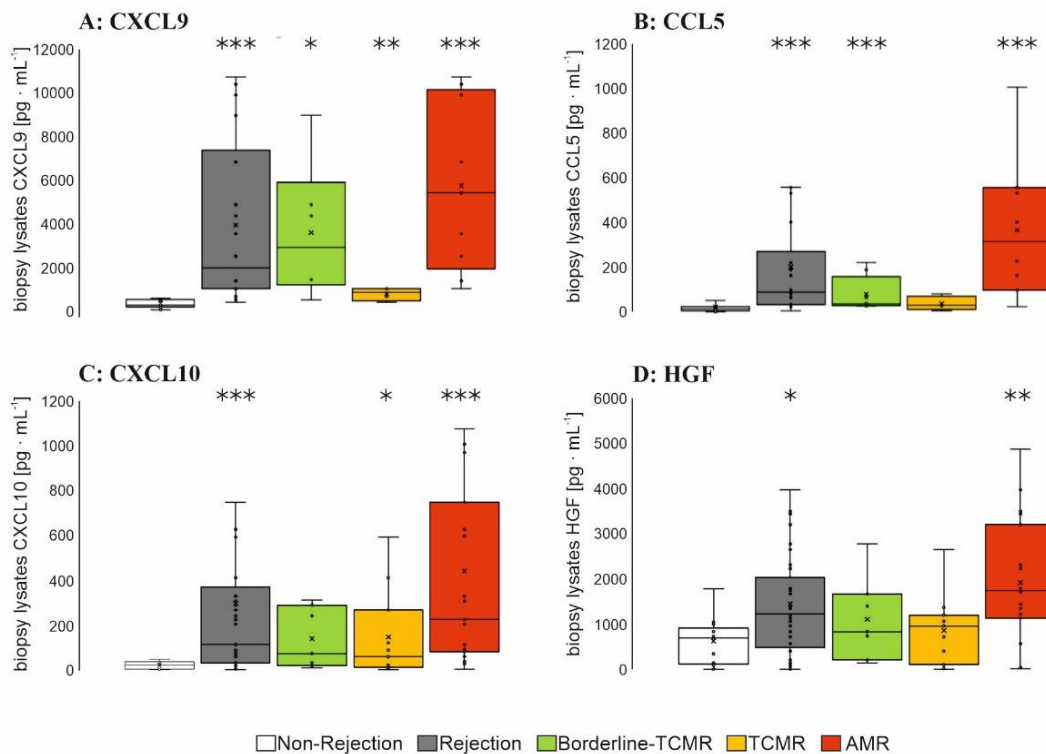 A: CXCL9
*** * ** ***
biopsy lysates CXCL9 [pg · mL⁻¹]
12000
10000
8000
6000
4000
2000
0
B: CCL5
*** *** ***
biopsy lysates CCL5 [pg · mL⁻¹]
1200
1000
800
600
400
200
0
C: CXCL10
*** * ***
biopsy lysates CXCL10 [pg · mL⁻¹]
1200
1000
800
600
400
200
0
D: HGF
* **
biopsy lysates HGF [pg · mL⁻¹]
6000
5000
4000
3000
2000
1000
0
Non-Rejection Rejection Borderline-TCMR TCMR AMR